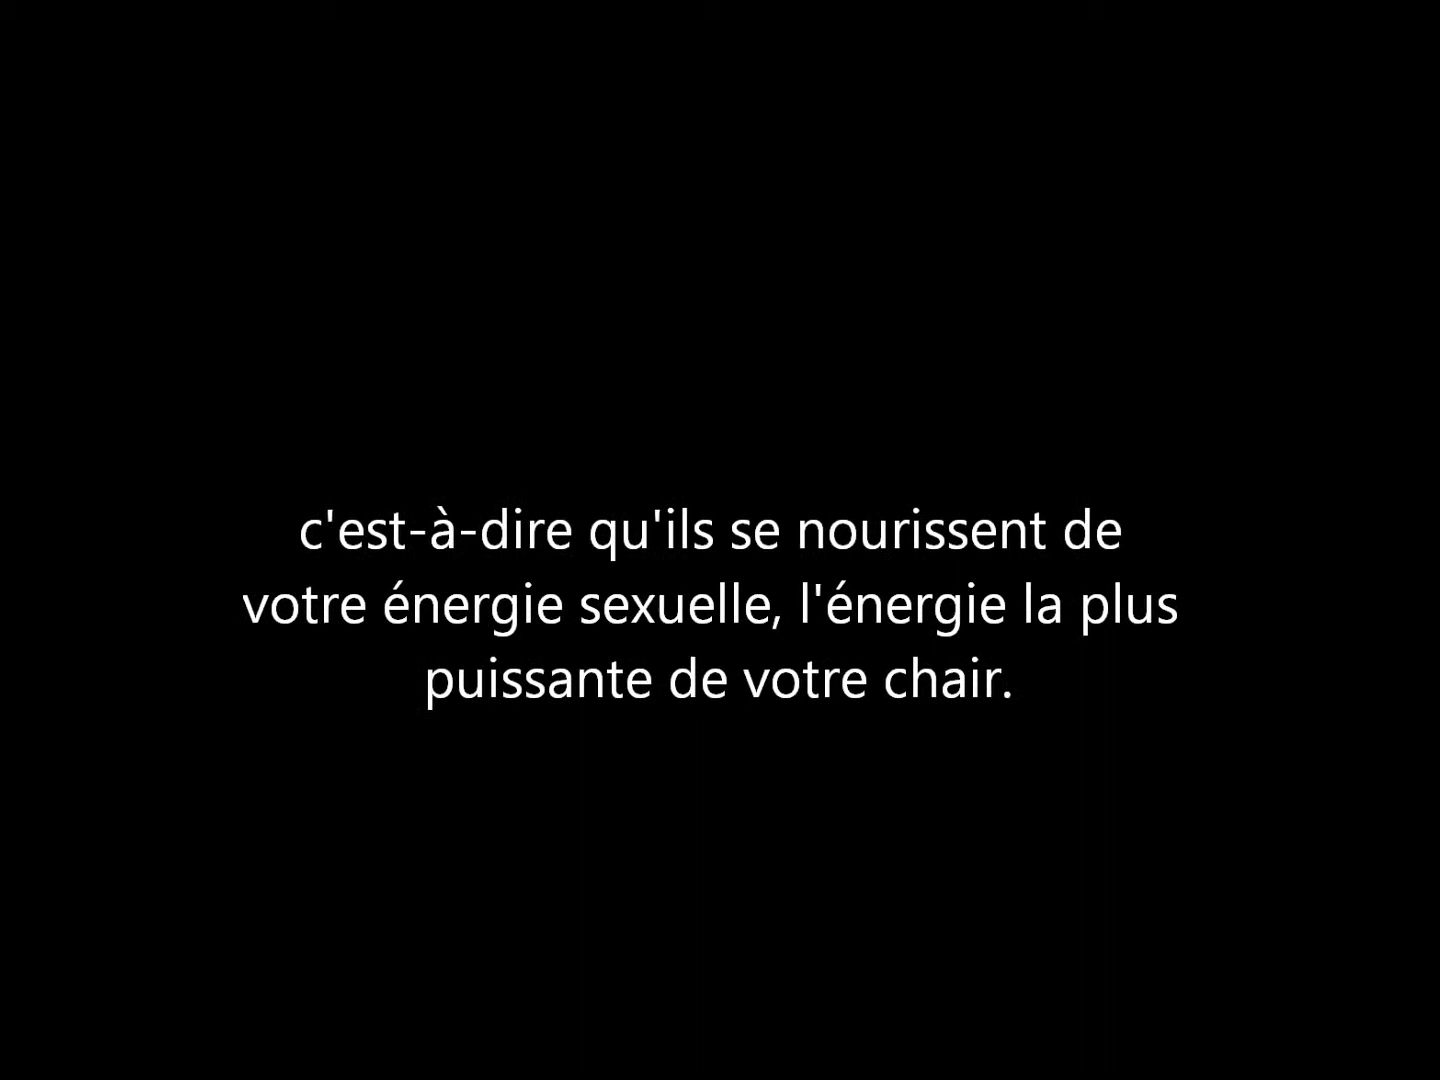 c'est-à-dire qu'ils se nourissent de
votre énergie sexuelle, l'énergie la plus
puissante de votre chair.